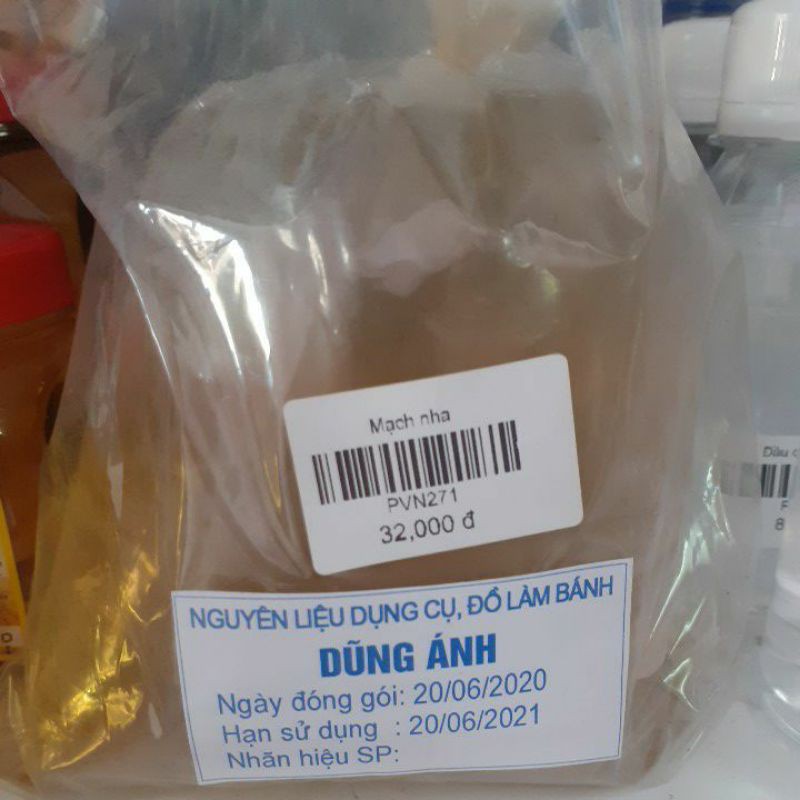 Mạch nha
PVN271
32,000 đ
NGUYÊN LIỆU DỤNG CỤ, ĐỒ LÀM BÁNH
DŨNG ÁNH
Ngày đóng gói: 20/06/2020
Hạn sử dụng : 20/06/2021
Nhãn hiệu SP: